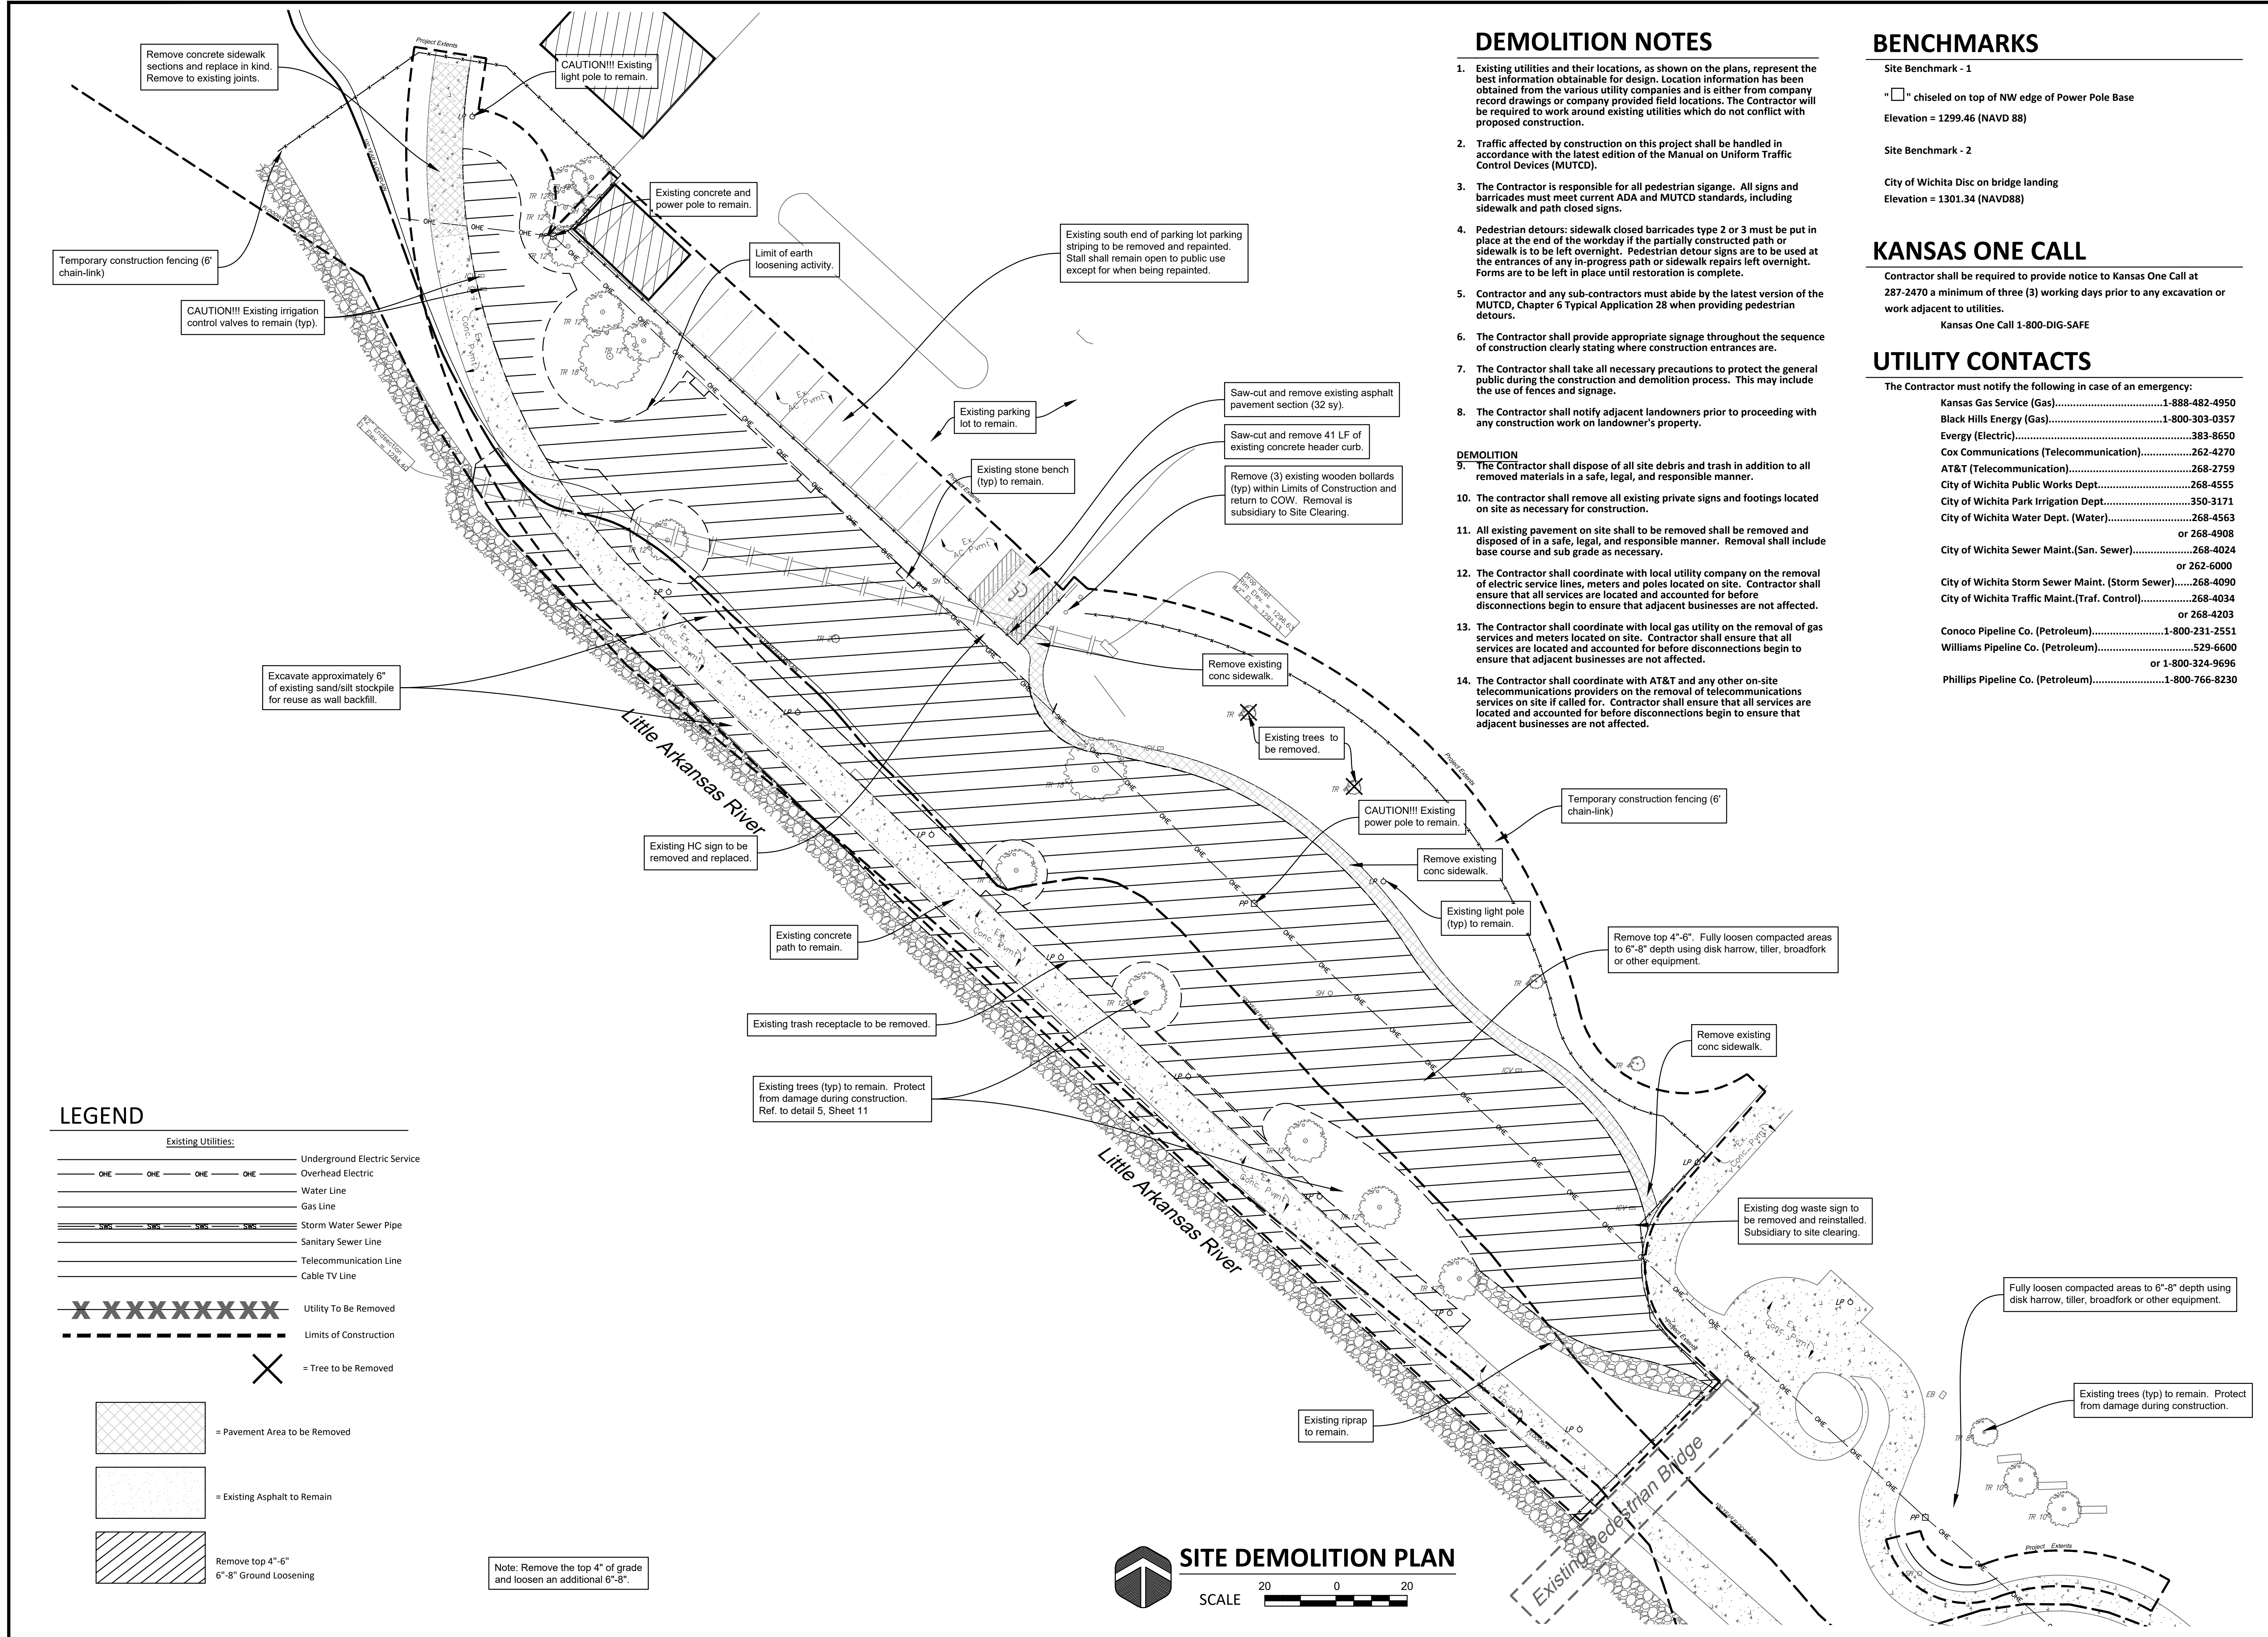 DEMOLITION NOTES
1. Existing utilities and their locations, as shown on the plans, represent the
best information obtainable for design. Location information has been
obtained from the various utility companies and is either from company
record drawings or company provided field locations. The Contractor will
be required to work around existing utilities which do not conflict with
proposed construction.
2. Traffic affected by construction on this project shall be handled in
accordance with the latest edition of the Manual on Uniform Traffic
Control Devices (MUTCD).
3. The Contractor is responsible for all pedestrian sigange. All signs and
barricades must meet current ADA and MUTCD standards, including
sidewalk and path closed signs.
4. Pedestrian detours: sidewalk closed barricades type 2 or 3 must be put in
place at the end of the workday if the partially constructed path or
sidewalk is to be left overnight. Pedestrian detour signs are to be used at
the entrances of any in-progress path or sidewalk repairs left overnight.
Forms are to be left in place until restoration is complete.
5. Contractor and any sub-contractors must abide by the latest version of the
MUTCD, Chapter 6 Typical Application 28 when providing pedestrian
detours.
6. The Contractor shall provide appropriate signage throughout the sequence
of construction clearly stating where construction entrances are.
7. The Contractor shall take all necessary precautions to protect the general
public during the construction and demolition process. This may include
the use of fences and signage.
8. The Contractor shall notify adjacent landowners prior to proceeding with
any construction work on landowner's property.
DEMOLITION
9. The Contractor shall dispose of all site debris and trash in addition to all
removed materials in a safe, legal, and responsible manner.
10. The contractor shall remove all existing private signs and footings located
on site as necessary for construction.
11. All existing pavement on site shall to be removed shall be removed and
disposed of in a safe, legal, and responsible manner. Removal shall include
base course and sub grade as necessary.
12. The Contractor shall coordinate with local utility company on the removal
of electric service lines, meters and poles located on site. Contractor shall
ensure that all services are located and accounted for before
disconnections begin to ensure that adjacent businesses are not affected.
13. The Contractor shall coordinate with local gas utility on the removal of gas
services and meters located on site. Contractor shall ensure that all
services are located and accounted for before disconnections begin to
ensure that adjacent businesses are not affected.
14. The Contractor shall coordinate with AT&T and any other on-site
telecommunications providers on the removal of telecommunications
services on site if called for. Contractor shall ensure that all services are
located and accounted for before disconnections begin to ensure that
adjacent businesses are not affected.
BENCHMARKS
Site Benchmark - 1
"□" chiseled on top of NW edge of Power Pole Base
Elevation = 1299.46 (NAVD 88)
Site Benchmark - 2
City of Wichita Disc on bridge landing
Elevation = 1301.34 (NAVD88)
KANSAS ONE CALL
Contractor shall be required to provide notice to Kansas One Call at
287-2470 a minimum of three (3) working days prior to any excavation or
work adjacent to utilities.
Kansas One Call 1-800-DIG-SAFE
UTILITY CONTACTS
The Contractor must notify the following in case of an emergency:
Kansas Gas Service (Gas)....................................1-888-482-4950
Black Hills Energy (Gas)......................................1-800-303-0357
Evergy (Electric)...........................................................383-8650
Cox Communications (Telecommunication)............262-4270
AT&T (Telecommunication).........................................268-2759
City of Wichita Public Works Dept..............................268-4555
City of Wichita Park Irrigation Dept............................350-3171
City of Wichita Water Dept. (Water)............................268-4563
or 268-4908
City of Wichita Sewer Maint.(San. Sewer)....................268-4024
or 262-6000
City of Wichita Storm Sewer Maint. (Storm Sewer)......268-4090
City of Wichita Traffic Maint.(Traf. Control).................268-4034
or 268-4203
Conoco Pipeline Co. (Petroleum)........................1-800-231-2551
Williams Pipeline Co. (Petroleum)...............................529-6600
or 1-800-324-9696
Phillips Pipeline Co. (Petroleum)........................1-800-766-8230
Remove concrete sidewalk
sections and replace in kind.
Remove to existing joints.
Project Extents
CAUTION!!! Existing
light pole to remain.
Existing concrete and
power pole to remain.
Temporary construction fencing (6'
chain-link)
Limit of earth
loosening activity.
Existing south end of parking lot parking
striping to be removed and repainted.
Stall shall remain open to public use
except for when being repainted.
CAUTION!!! Existing irrigation
control valves to remain (typ).
Existing parking
lot to remain.
Saw-cut and remove existing asphalt
pavement section (32 sy).
Saw-cut and remove 41 LF of
existing concrete header curb.
Existing stone bench
(typ) to remain.
Project Extents
Remove (3) existing wooden bollards
(typ) within Limits of Construction and
return to COW. Removal is
subsidiary to Site Clearing.
42" Endsection
Fl. Elev. = 1284.40
Ex.
AC Pvmt
Ex.
AC Pvmt
Drop Inlet
Rim Elev. = 1296.63
42" Fl. = 1291.33
Remove existing
conc sidewalk.
Excavate approximately 6"
of existing sand/silt stockpile
for reuse as wall backfill.
Little Arkansas River
Existing trees to
be removed.
Project Extents
Temporary construction fencing (6'
chain-link)
CAUTION!!! Existing
power pole to remain.
Existing HC sign to be
removed and replaced.
Remove existing
conc sidewalk.
Existing light pole
(typ) to remain.
Existing concrete
path to remain.
Remove top 4"-6". Fully loosen compacted areas
to 6"-8" depth using disk harrow, tiller, broadfork
or other equipment.
Existing trash receptacle to be removed.
Remove existing
conc sidewalk.
Existing trees (typ) to remain. Protect
from damage during construction.
Ref. to detail 5, Sheet 11
Little Arkansas River
Existing dog waste sign to
be removed and reinstalled.
Subsidiary to site clearing.
Fully loosen compacted areas to 6"-8" depth using
disk harrow, tiller, broadfork or other equipment.
Project Extents
Existing trees (typ) to remain. Protect
from damage during construction.
Existing riprap
to remain.
Existing Pedestrian Bridge
EB
TR 8
TR 10
TR 10
PP
Project Extents
LEGEND
Existing Utilities:
Underground Electric Service
OHE OHE OHE OHE Overhead Electric
Water Line
Gas Line
SWS SWS SWS SWS Storm Water Sewer Pipe
Sanitary Sewer Line
Telecommunication Line
Cable TV Line
Utility To Be Removed
Limits of Construction
= Tree to be Removed
= Pavement Area to be Removed
= Existing Asphalt to Remain
Remove top 4"-6"
6"-8" Ground Loosening
Note: Remove the top 4" of grade
and loosen an additional 6"-8".
SITE DEMOLITION PLAN
SCALE
20 0 20